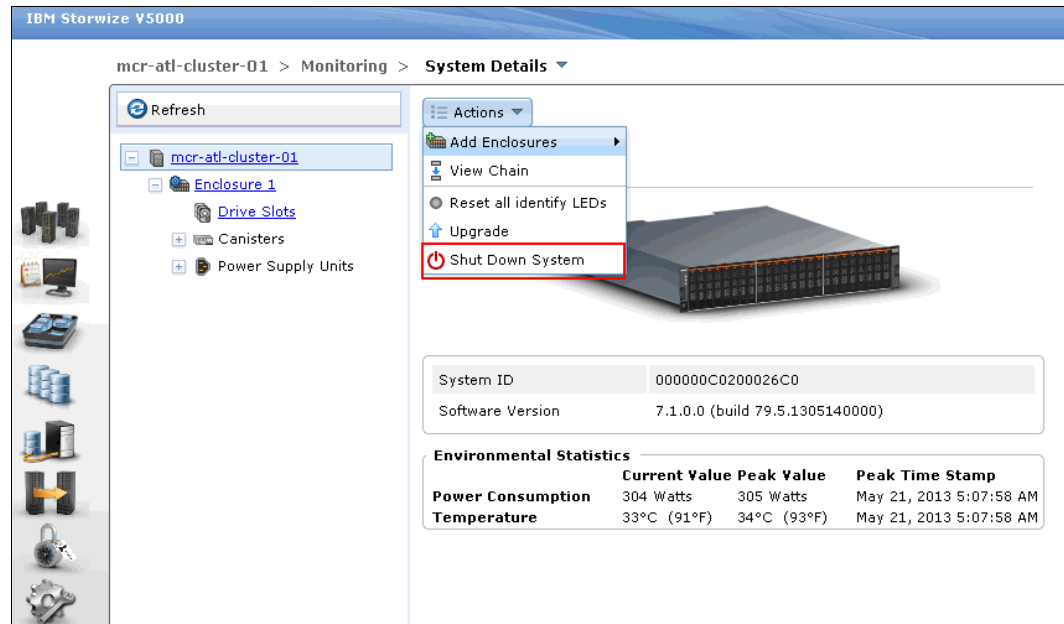 IBM Storwize V5000
mcr-atl-cluster-01 > Monitoring > System Details
Refresh
mcr-atl-cluster-01
Enclosure 1
Drive Slots
Canisters
Power Supply Units
Actions
Add Enclosures
View Chain
Reset all identify LEDs
Upgrade
Shut Down System
System ID 000000C0200026C0
Software Version 7.1.0.0 (build 79.5.1305140000)
Environmental Statistics
Current Value Peak Value Peak Time Stamp
Power Consumption 304 Watts 305 Watts May 21, 2013 5:07:58 AM
Temperature 33°C (91°F) 34°C (93°F) May 21, 2013 5:07:58 AM